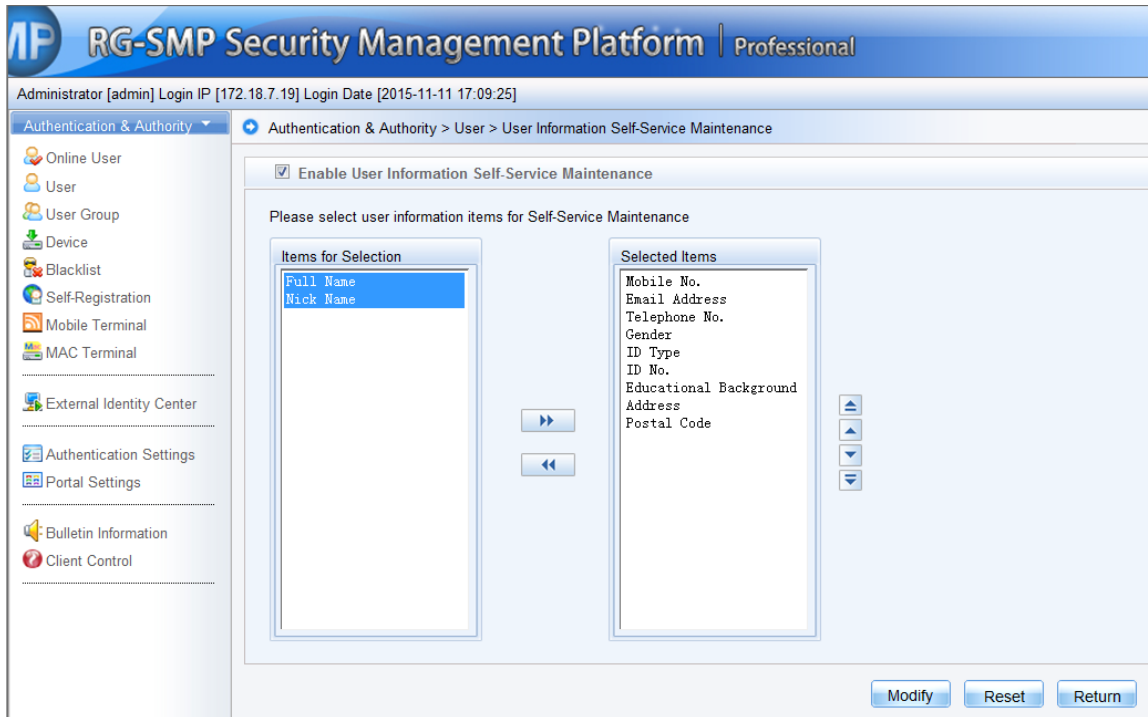 MP RG-SMP Security Management Platform | Professional
Administrator [admin] Login IP [172.18.7.19] Login Date [2015-11-11 17:09:25]
Authentication & Authority
Online User
User
User Group
Device
Blacklist
Self-Registration
Mobile Terminal
MAC Terminal
External Identity Center
Authentication Settings
Portal Settings
Bulletin Information
Client Control
Authentication & Authority > User > User Information Self-Service Maintenance
Enable User Information Self-Service Maintenance
Please select user information items for Self-Service Maintenance
Items for Selection
Full Name
Nick Name
Selected Items
Mobile No.
Email Address
Telephone No.
Gender
ID Type
ID No.
Educational Background
Address
Postal Code
Modify
Reset
Return